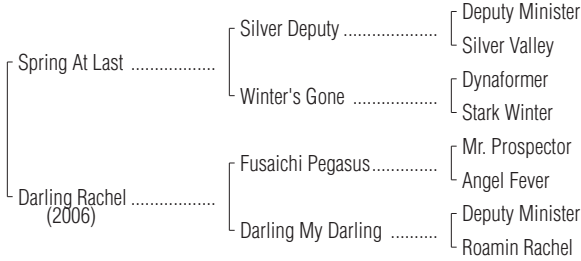 Deputy Minister
Silver Deputy ....................
Silver Valley
Spring At Last ..................
Dynaformer
Winter's Gone ..................
Stark Winter
Mr. Prospector
Fusaichi Pegasus..............
Angel Fever
Darling Rachel ..................
(2006)
Deputy Minister
Darling My Darling ..........
Roamin Rachel